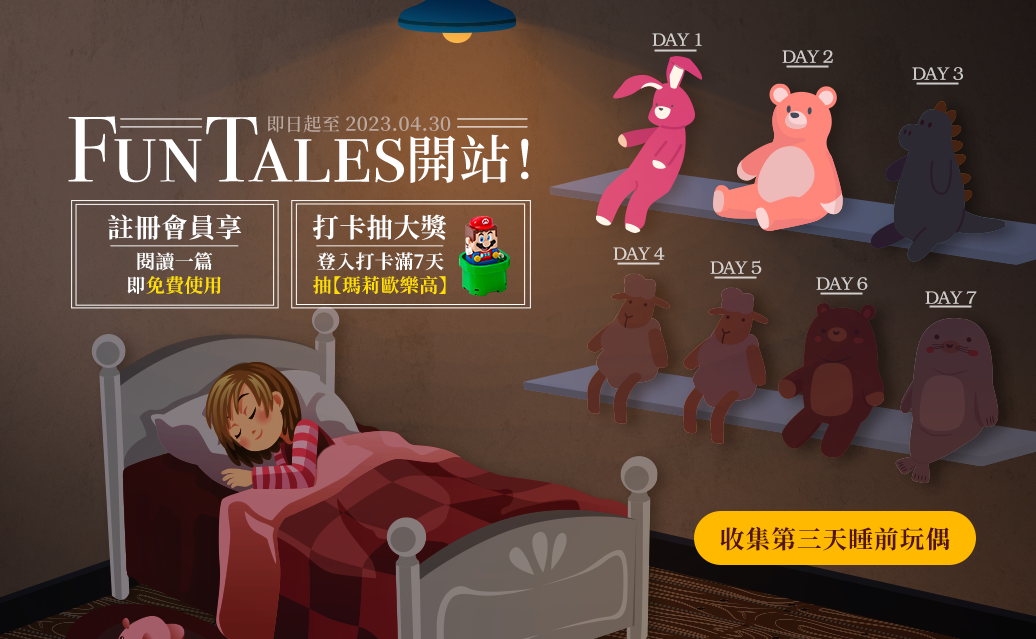 即日起至 2023.04.30
FUNTALES開站!
註冊會員享
閱讀一篇
即免費使用
打卡抽大獎
登入打卡滿7天
抽【瑪莉歐樂高】
DAY 1
DAY 2
DAY 3
DAY 4
DAY 5
DAY 6
DAY 7
收集第三天睡前玩偶